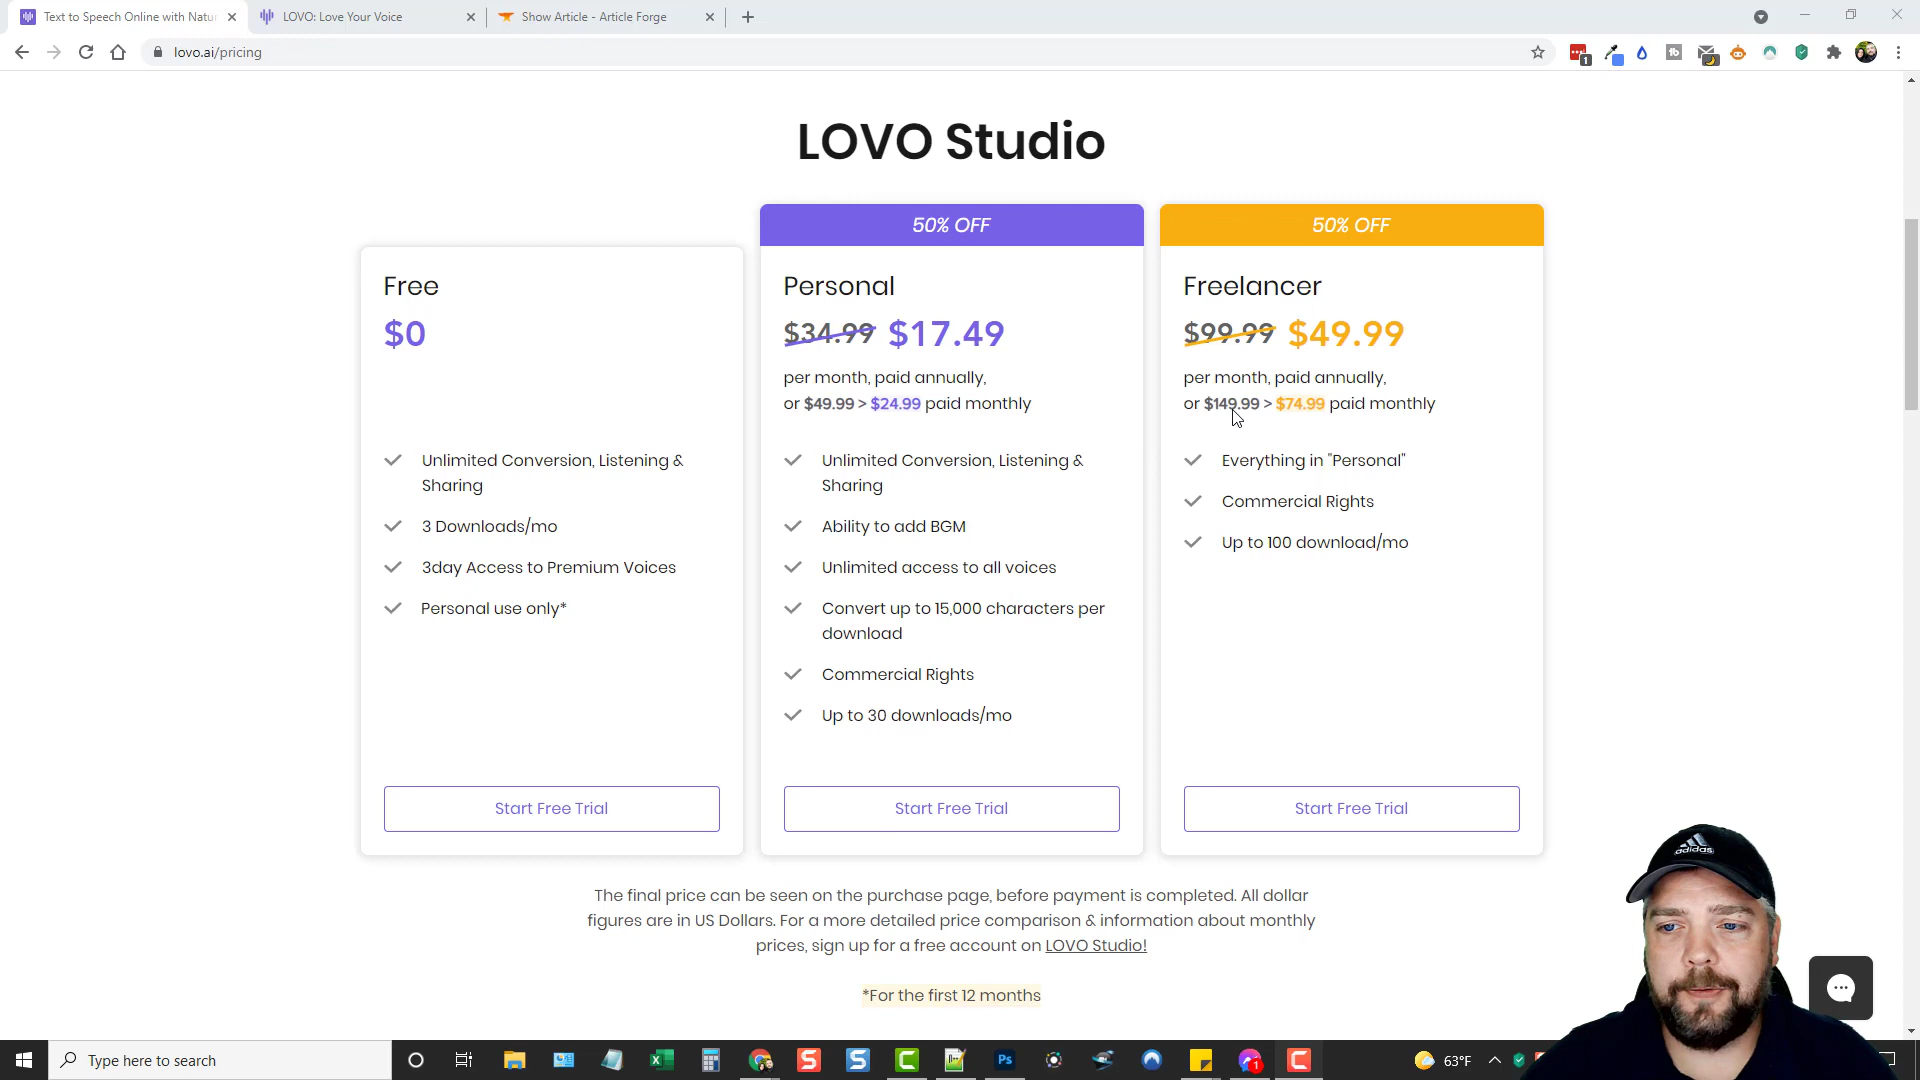 Text to Speech Online with Natur
LOVO: Love Your Voice
Show Article - Article Forge
lovo.ai/pricing
LOVO Studio
50% OFF
50% OFF
Free
$0
Unlimited Conversion, Listening &
Sharing
3 Downloads/mo
3day Access to Premium Voices
Personal use only*
Start Free Trial
Personal
$34.99 $17.49
per month, paid annually,
or $49.99 > $24.99 paid monthly
Unlimited Conversion, Listening &
Sharing
Ability to add BGM
Unlimited access to all voices
Convert up to 15,000 characters per
download
Commercial Rights
Up to 30 downloads/mo
Start Free Trial
Freelancer
$99.99 $49.99
per month, paid annually,
or $149.99 > $74.99 paid monthly
Everything in "Personal"
Commercial Rights
Up to 100 download/mo
Start Free Trial
The final price can be seen on the purchase page, before payment is completed. All dollar
figures are in US Dollars. For a more detailed price comparison & information about monthly
prices, sign up for a free account on LOVO Studio!
*For the first 12 months
adidas
Type here to search
63°F